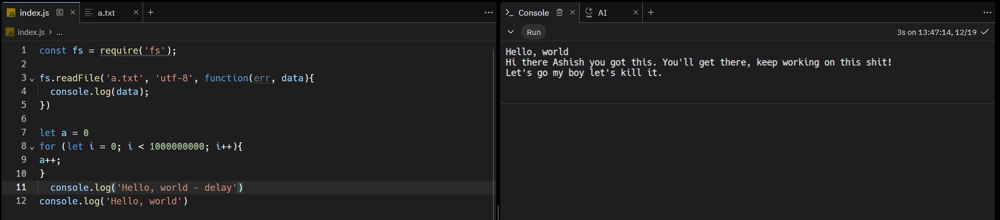 JS index.js
a.txt
JS index.js > ...
1 const fs = require('fs');
2
3 fs.readFile('a.txt', 'utf-8', function(err, data){
4 console.log(data);
5 })
6
7 let a = 0
8 for (let i = 0; i < 1000000000; i++){
9 a++;
10 }
11 console.log('Hello, world - delay')
12 console.log('Hello, world')
Console
AI
Run
3s on 13:47:14, 12/19
Hello, world
Hi there Ashish you got this. You'll get there, keep working on this shit!
Let's go my boy let's kill it.